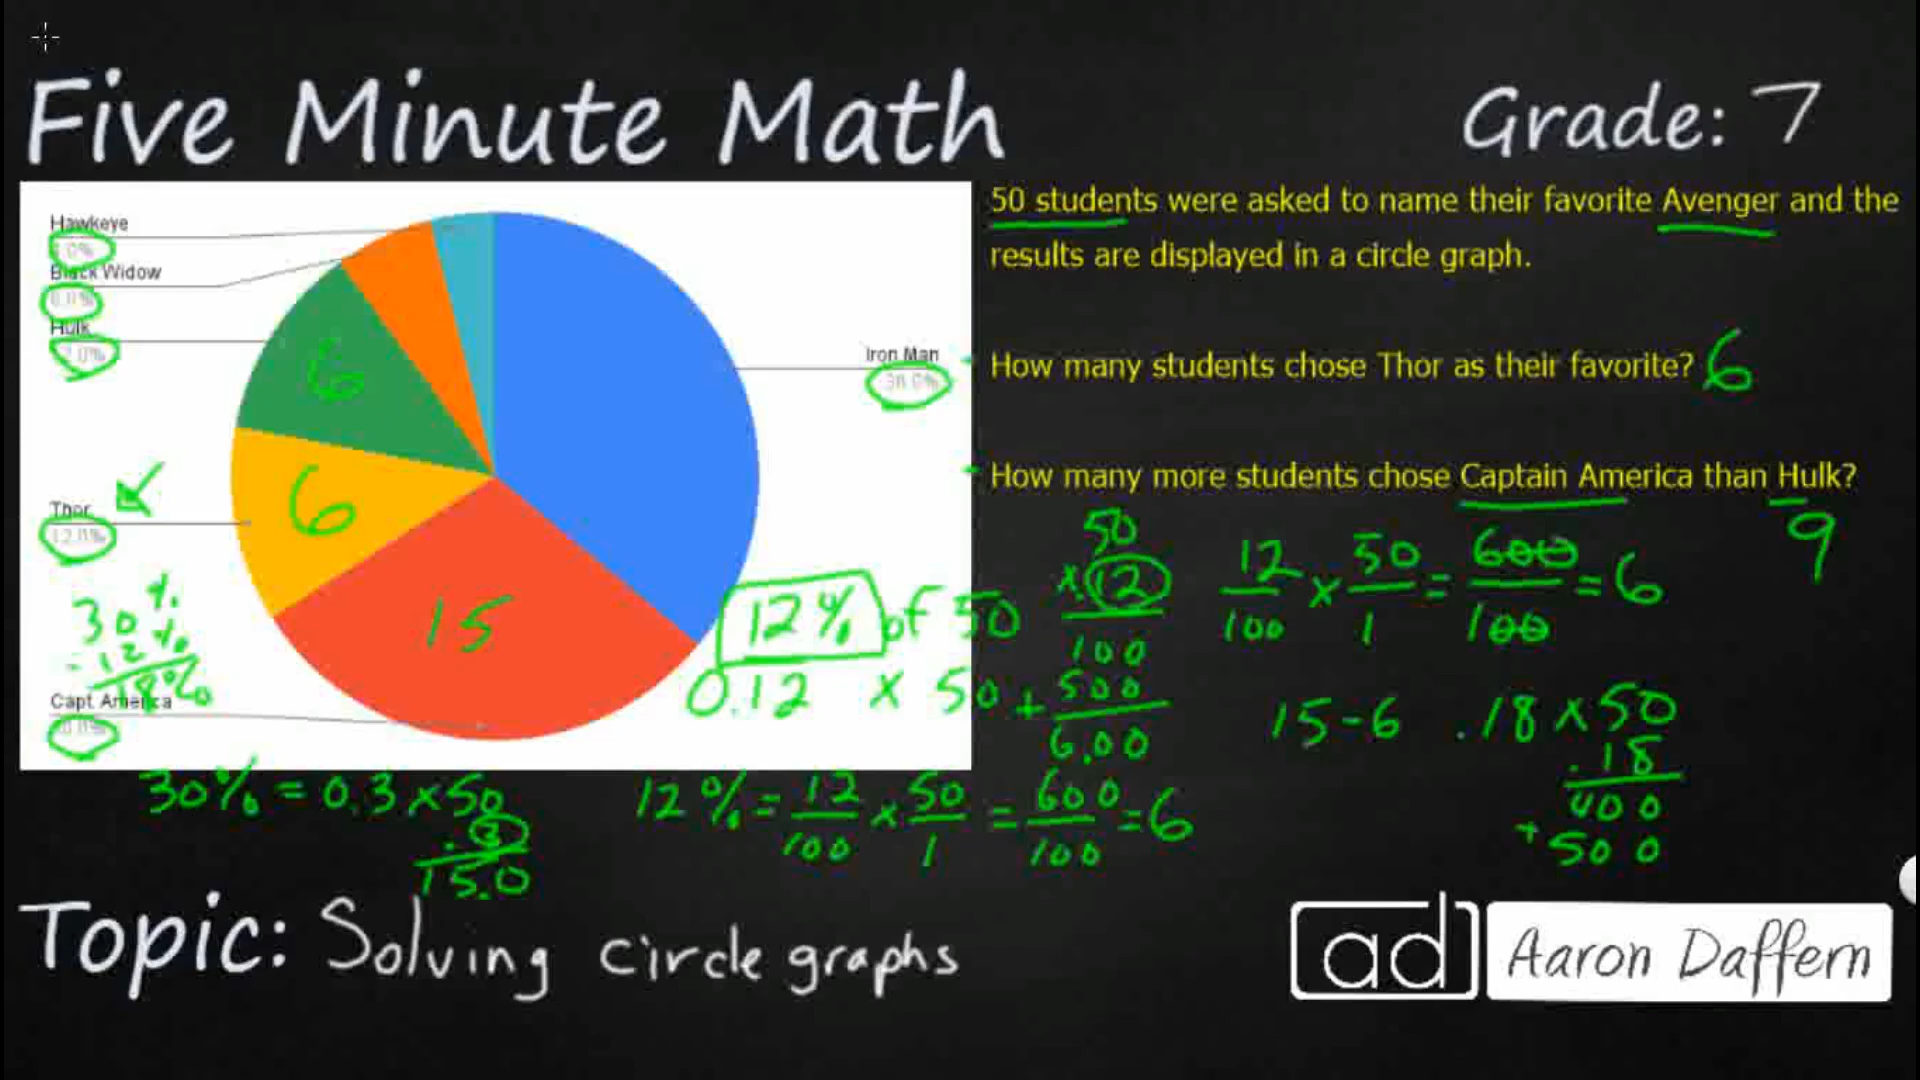 Five Minute Math
Grade: 7
Hawkeye
Black Widow
Hulk
Thor
12.0%
Capt. America
Iron Man
6
6
15
30%
-12%
18%
50 students were asked to name their favorite Avenger and the
results are displayed in a circle graph.
How many students chose Thor as their favorite? 6
How many more students chose Captain America than Hulk?
9
12% of 50
0.12 x 50
50
x.12
100
+500
6.00
12/100 x 50/1 = 600/100 = 6
15-6
.18 x 50
.18
400
+500
30% = 0.3 x 50
.3
15.0
12% = 12/100 x 50/1 = 600/100 = 6
Topic: Solving circle graphs
ad Aaron Daffern